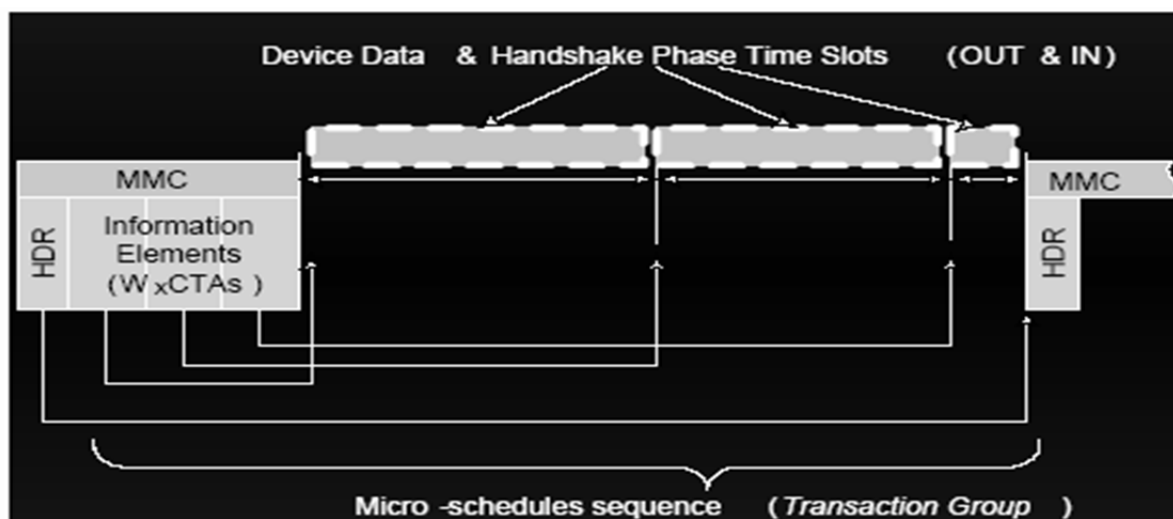 Device Data & Handshake Phase Time Slots (OUT & IN)
MMC
HDR
Information
Elements
(WxCTAs )
MMC
HDR
Micro -schedules sequence (Transaction Group )